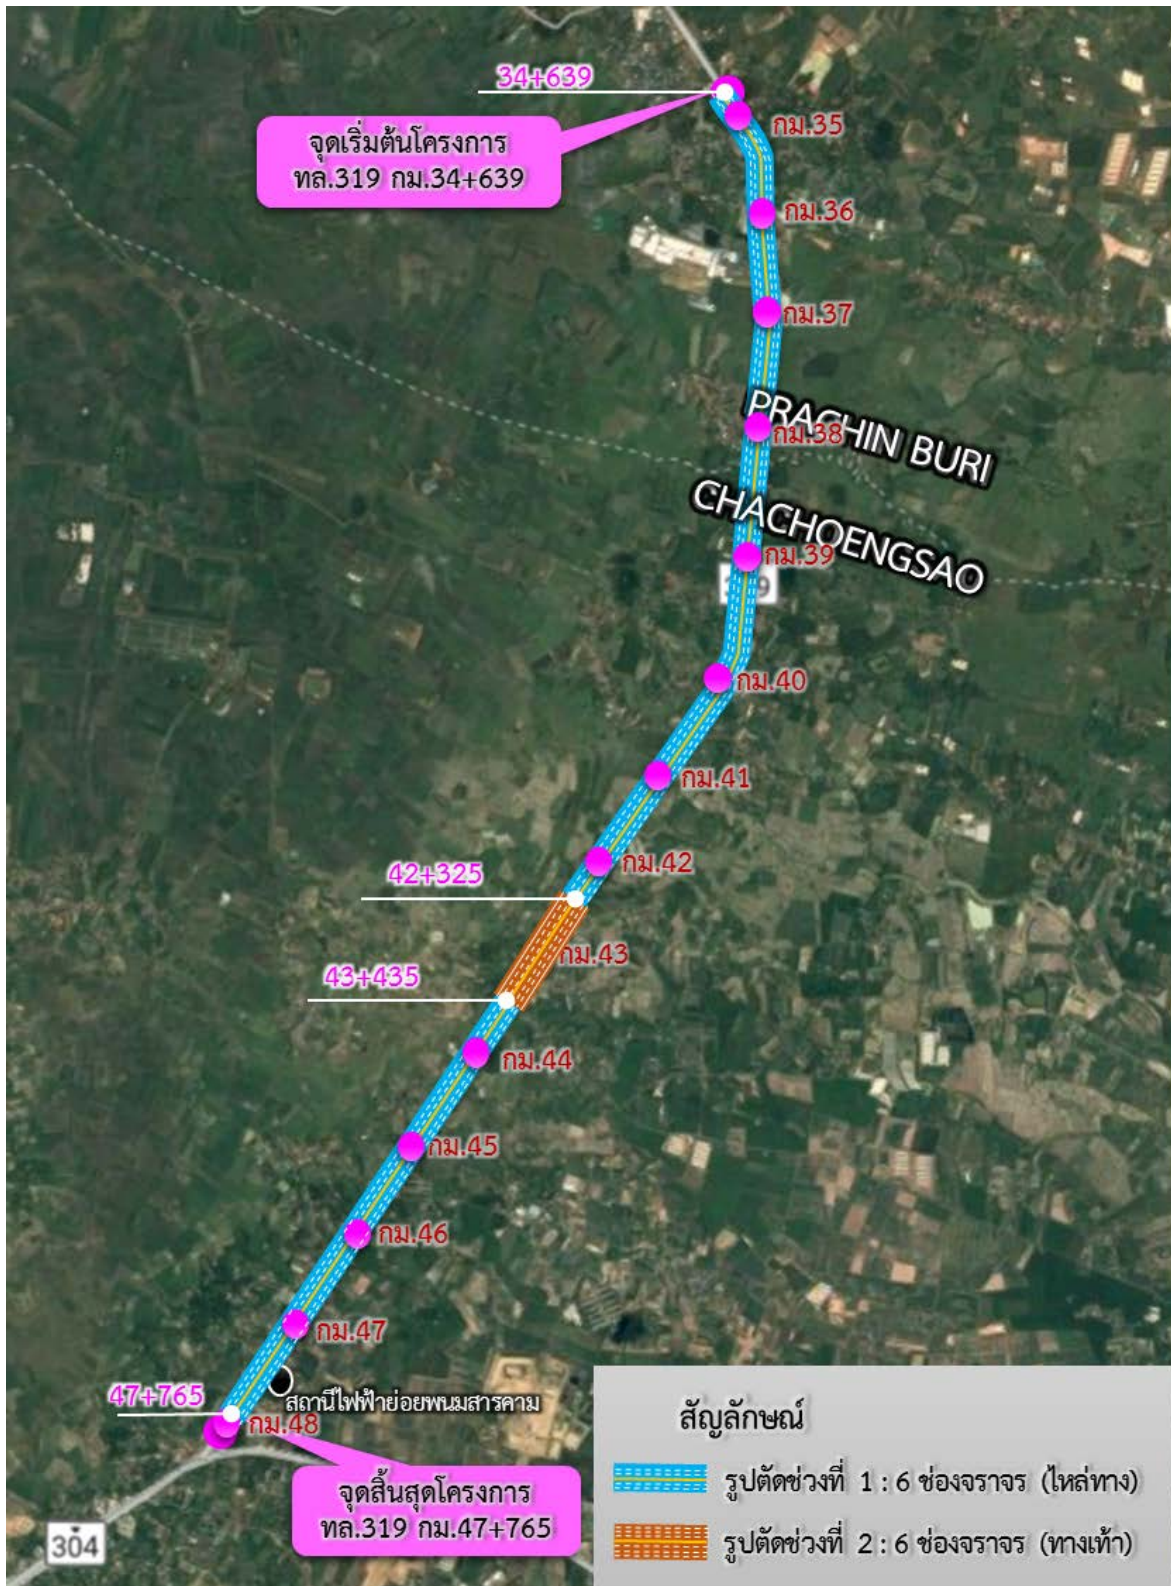 34+639
จุดเริ่มต้นโครงการ
ทล.319 กม.34+639
กม.35
กม.36
กม.37
PRACHIN BURI
กม.38
CHACHOENGSAO
กม.39
กม.40
กม.41
กม.42
42+325
กม.43
43+435
กม.44
กม.45
กม.46
กม.47
สถานีไฟฟ้าย่อยพนมสารคาม
47+765
กม.48
จุดสิ้นสุดโครงการ
ทล.319 กม.47+765
304
สัญลักษณ์
รูปตัดช่วงที่ 1 : 6 ช่องจราจร (ไหล่ทาง)
รูปตัดช่วงที่ 2 : 6 ช่องจราจร (ทางเท้า)